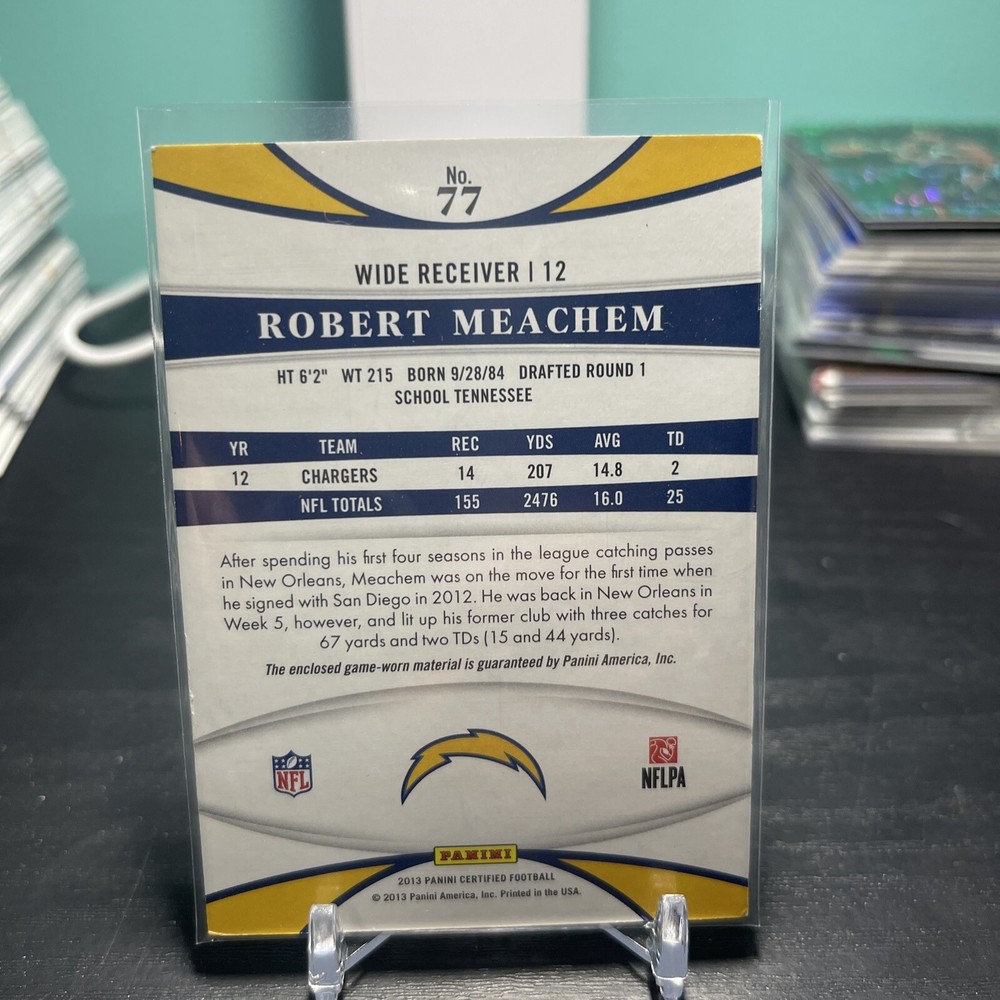 No.
77
WIDE RECEIVER | 12
ROBERT MEACHEM
HT 6'2" WT 215 BORN 9/28/84 DRAFTED ROUND 1
SCHOOL TENNESSEE
YR TEAM REC YDS AVG TD
12 CHARGERS 14 207 14.8 2
NFL TOTALS 155 2476 16.0 25
After spending his first four seasons in the league catching passes
in New Orleans, Meachem was on the move for the first time when
he signed with San Diego in 2012. He was back in New Orleans in
Week 5, however, and lit up his former club with three catches for
67 yards and two TDs (15 and 44 yards).
The enclosed game-worn material is guaranteed by Panini America, Inc.
NFL
NFLPA
PANINI
2013 PANINI CERTIFIED FOOTBALL
© 2013 Panini America, Inc. Printed in the USA.